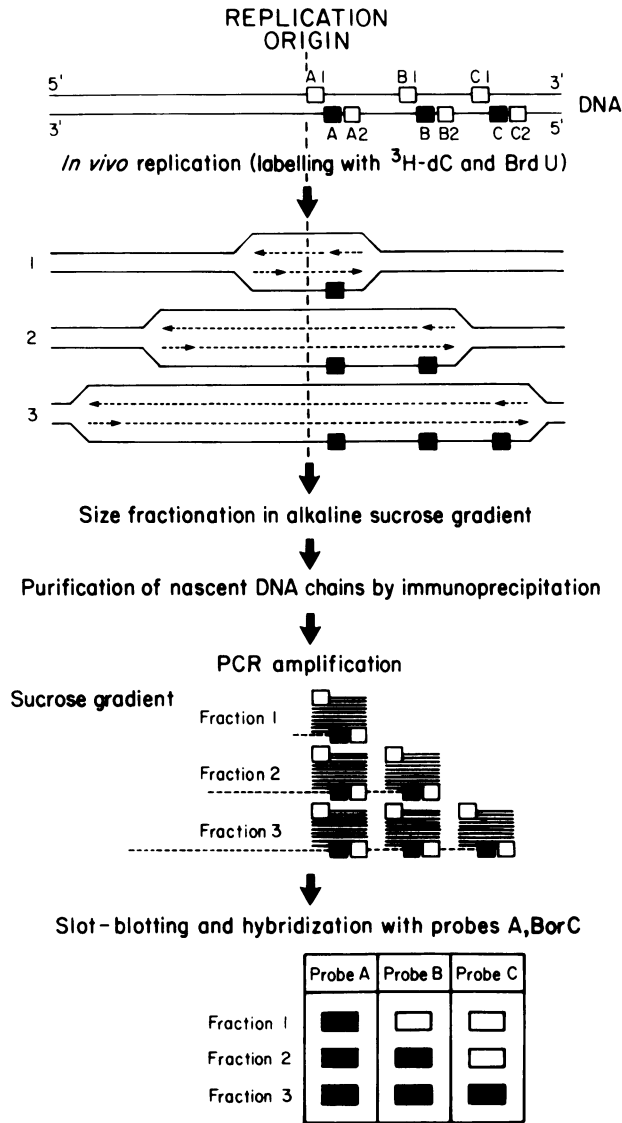 REPLICATION
ORIGIN
5' A1 B1 C1 3'
DNA
3' A A2 B B2 C C2 5'
In vivo replication (labelling with ³H-dC and Brd U)
1
2
3
Size fractionation in alkaline sucrose gradient
Purification of nascent DNA chains by immunoprecipitation
PCR amplification
Sucrose gradient
Fraction 1
Fraction 2
Fraction 3
Slot-blotting and hybridization with probes A,BorC
Probe A Probe B Probe C
Fraction 1
Fraction 2
Fraction 3